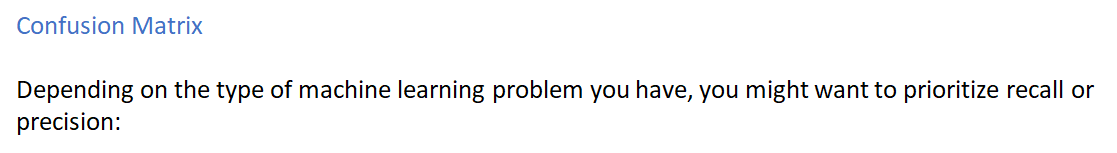 Confusion Matrix
Depending on the type of machine learning problem you have, you might want to prioritize recall or
precision: